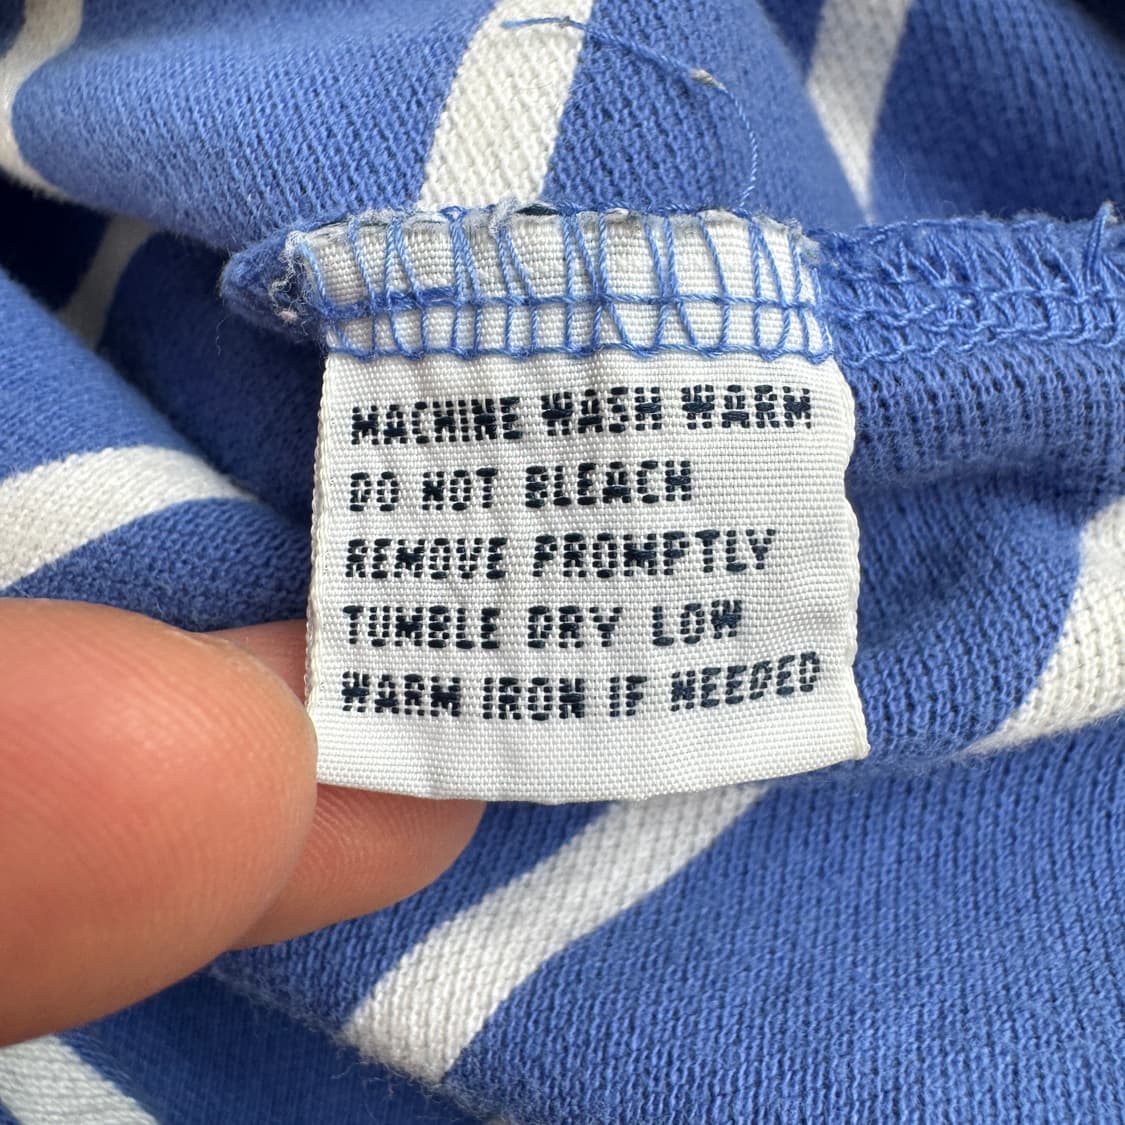 MACHINE WASH WARM
DO NOT BLEACH
REMOVE PROMPTLY
TUMBLE DRY LOW
WARM IRON IF NEEDED